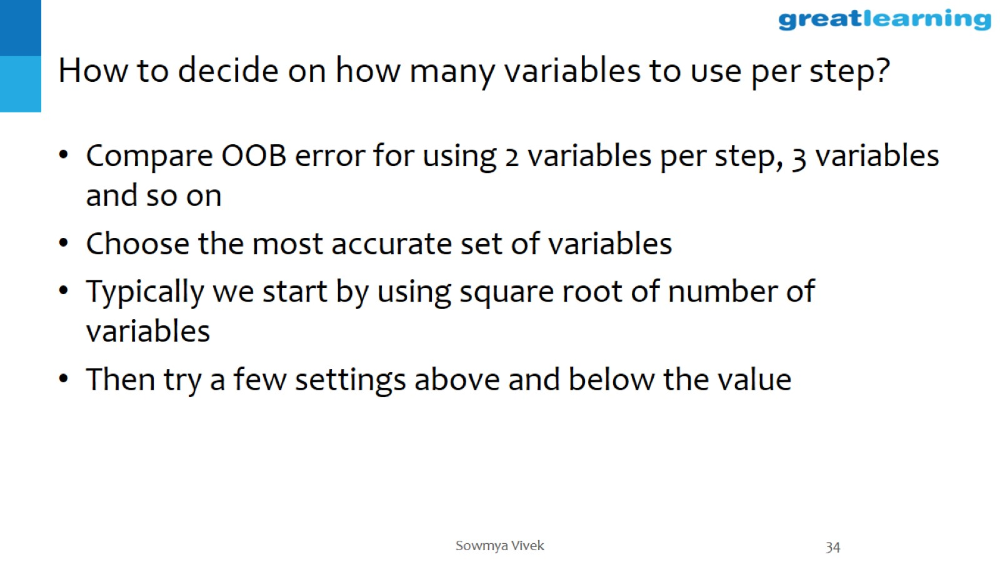 greatlearning
How to decide on how many variables to use per step?
• Compare OOB error for using 2 variables per step, 3 variables
and so on
• Choose the most accurate set of variables
• Typically we start by using square root of number of
variables
• Then try a few settings above and below the value
Sowmya Vivek
34